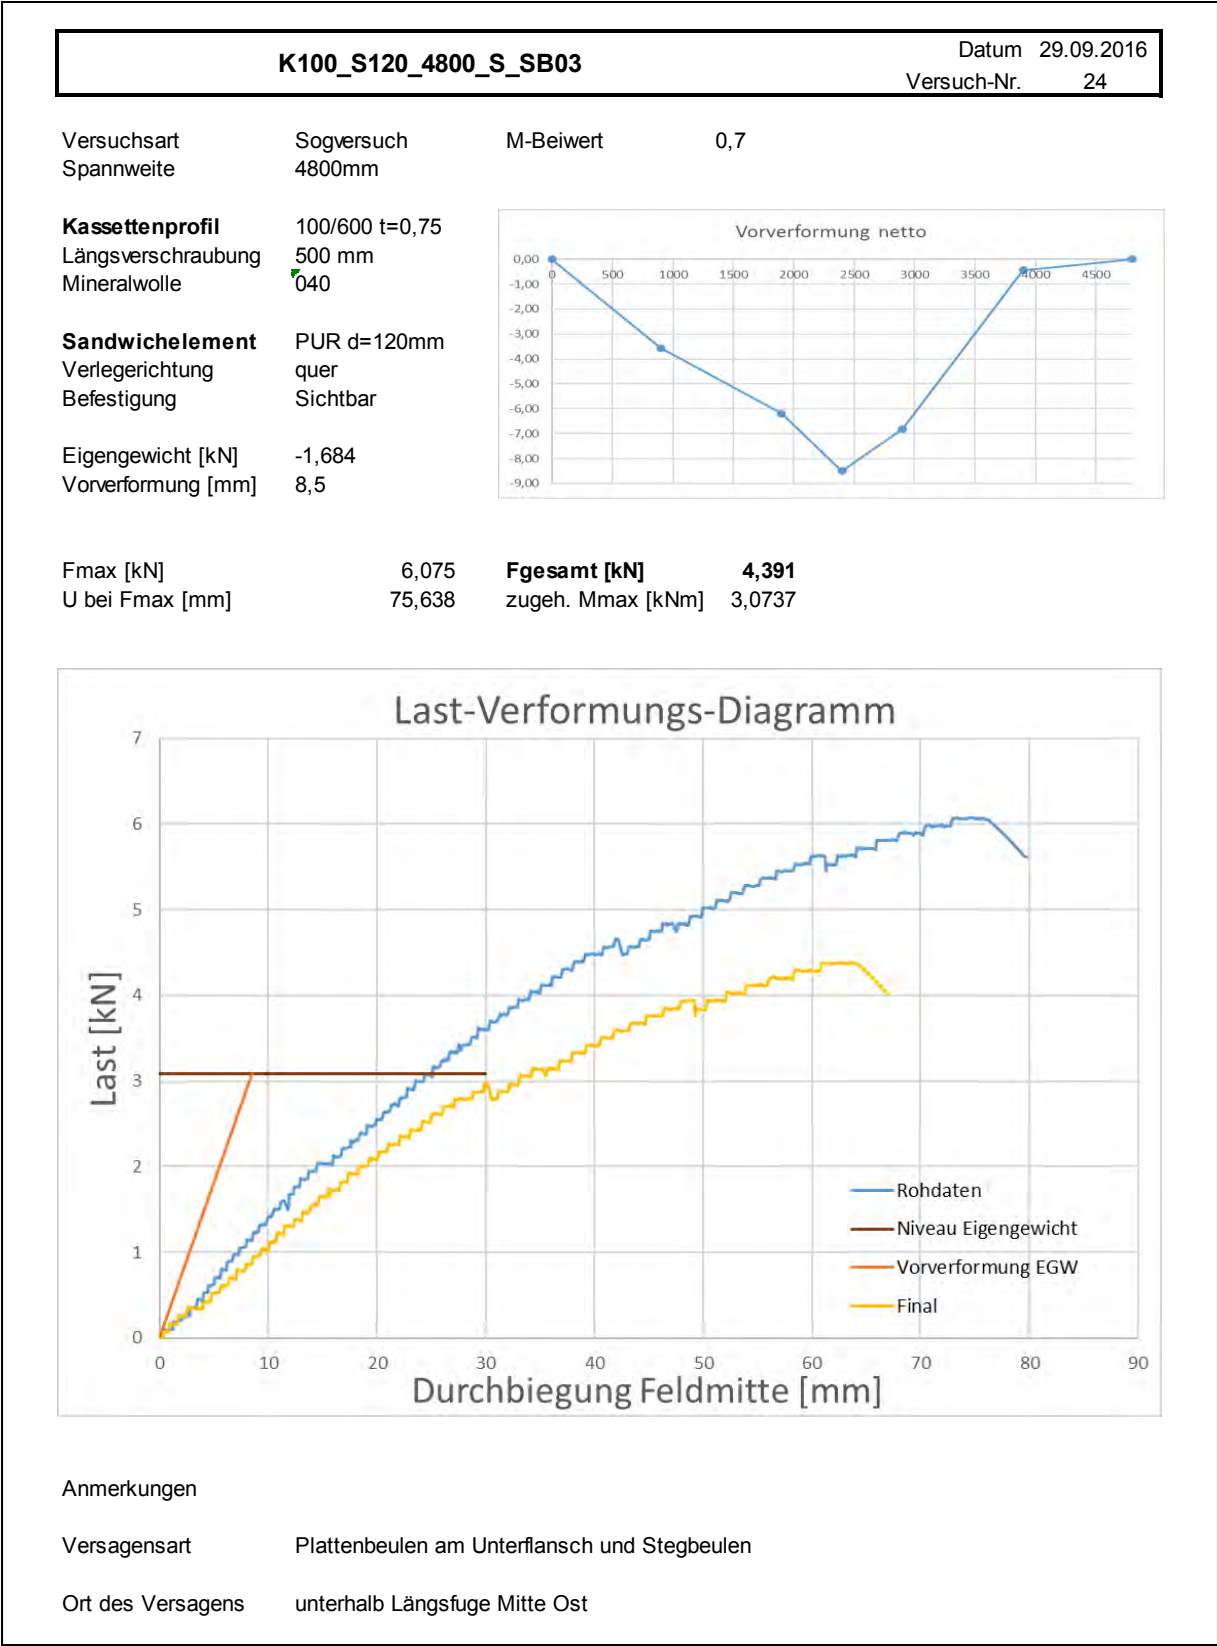 K100_S120_4800_S_SB03
Datum 29.09.2016
Versuch-Nr. 24
Versuchsart Sogversuch M-Beiwert 0,7
Spannweite 4800mm
Kassettenprofil 100/600 t=0,75
Längsverschraubung 500 mm
Mineralwolle 040
Sandwichelement PUR d=120mm
Verlegerichtung quer
Befestigung Sichtbar
Eigengewicht [kN] -1,684
Vorverformung [mm] 8,5
Vorverformung netto
0,00
0 500 1000 1500 2000 2500 3000 3500 4000 4500
-1,00
-2,00
-3,00
-4,00
-5,00
-6,00
-7,00
-8,00
-9,00
Fmax [kN] 6,075 Fgesamt [kN] 4,391
U bei Fmax [mm] 75,638 zugeh. Mmax [kNm] 3,0737
Last-Verformungs-Diagramm
7
6
5
4
3
2
1
0
Last [kN]
Rohdaten
Niveau Eigengewicht
Vorverformung EGW
Final
0 10 20 30 40 50 60 70 80 90
Durchbiegung Feldmitte [mm]
Anmerkungen
Versagensart Plattenbeulen am Unterflansch und Stegbeulen
Ort des Versagens unterhalb Längsfuge Mitte Ost